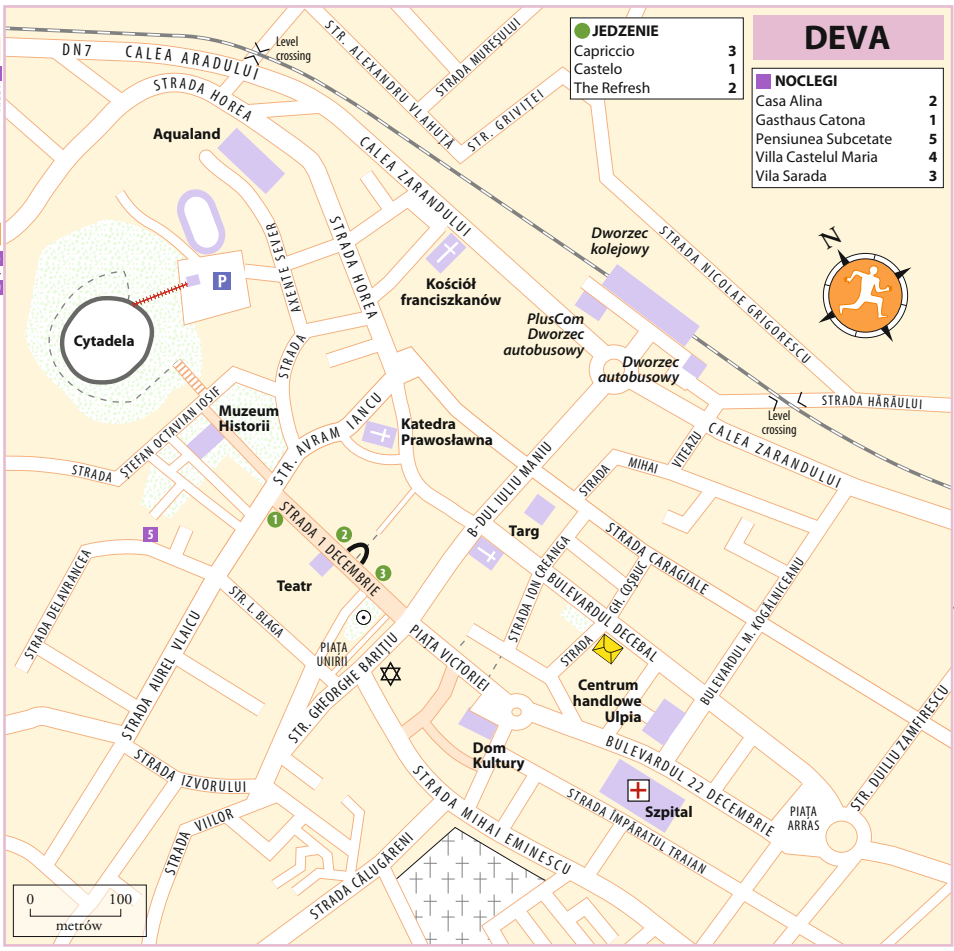 DEVA
JEDZENIE
Capriccio 3
Castelo 1
The Refresh 2
NOCLEGI
Casa Alina 2
Gasthaus Catona 1
Pensiunea Subcetate 5
Villa Castelul Maria 4
Vila Sarada 3
DN7
CALEA ARADULUI
Level
crossing
STR. ALEXANDRU VLAHUȚĂ
STRADA MUREȘULUI
STR. GRIVIȚEI
STRADA HOREA
Aqualand
CALEA ZARANDULUI
STRADA HOREA
AXENTE SEVER
STRADA
P
Cytadela
Kościół
franciszkanów
Dworzec
kolejowy
STRADA NICOLAE GRIGORESCU
N
PlusCom
Dworzec
autobusowy
Dworzec
autobusowy
STRADA HĂRĂULUI
Level
crossing
CALEA ZARANDULUI
Muzeum
Historii
STRADA
ȘTEFAN OCTAVIAN IOSIF
STR. AVRAM IANCU
Katedra
Prawosławna
B-DUL IULIU MANIU
STRADA
MIHAI
VITEAZU
1
STRADA 1 DECEMBRIE
2
3
5
Targ
STRADA CARAGIALE
STRADA ION CREANGA
GH. COȘBUC
STRADA
BULEVARDUL DECEBAL
BULEVARDUL M. KOGĂLNICEANU
STRADA DELAVRANCEA
STRADA AUREL VLAICU
STR. L. BLAGA
Teatr
PIAȚA
UNIRII
STR. GHEORGHE BARIȚIU
PIAȚA VICTORIEI
Centrum
handlowe
Ulpia
Dom
Kultury
BULEVARDUL 22 DECEMBRIE
Szpital
STRADA ÎMPĂRATUL TRAIAN
PIAȚA
ARRAS
STR. DUILIU ZAMFIRESCU
STRADA IZVORULUI
STRADA VIILOR
STRADA MIHAI EMINESCU
STRADA CĂLUGĂRENI
0 100
metrów